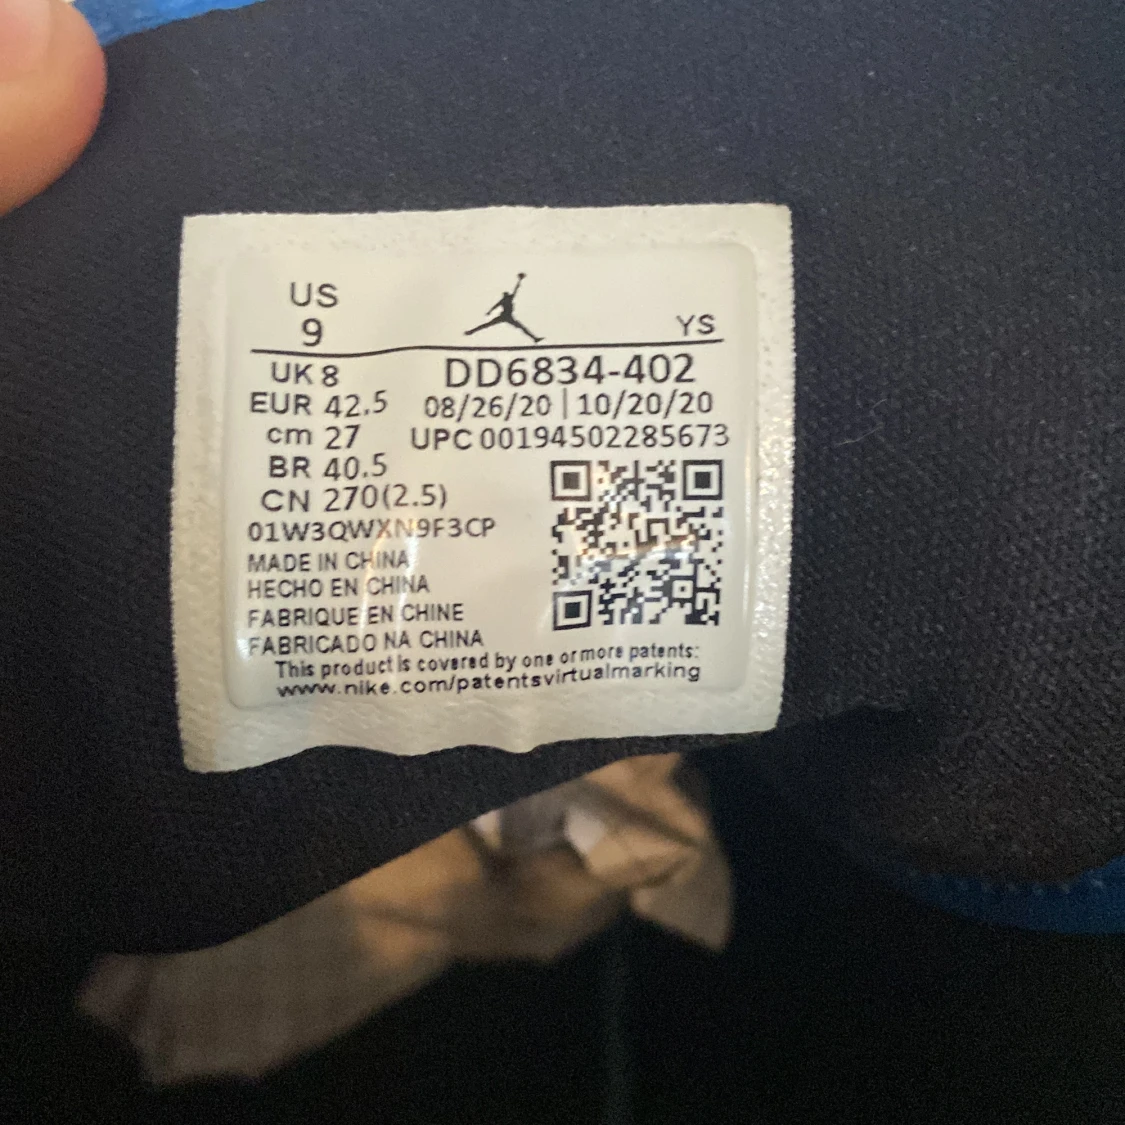 US
9
YS
UK 8
DD6834-402
EUR 42.5
08/26/20 | 10/20/20
cm 27
UPC 00194502285673
BR 40.5
CN 270(2.5)
01W3QWXN9F3CP
MADE IN CHINA
HECHO EN CHINA
FABRIQUE EN CHINE
FABRICADO NA CHINA
This product is covered by one or more patents:
www.nike.com/patentsvirtualmarking